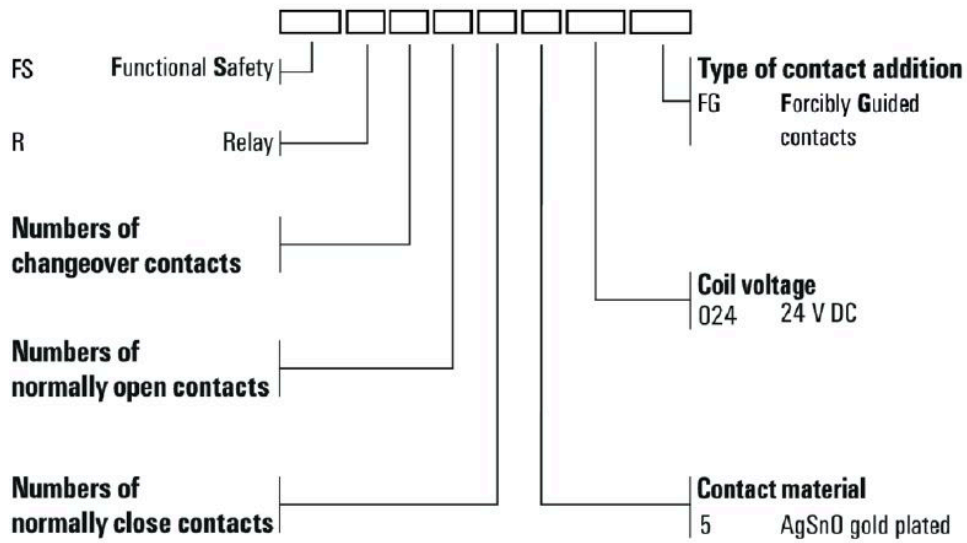 FS Functional Safety
R Relay
Numbers of
changeover contacts
Numbers of
normally open contacts
Numbers of
normally close contacts
Type of contact addition
FG Forcibly Guided
contacts
Coil voltage
024 24 V DC
Contact material
5 AgSnO gold plated